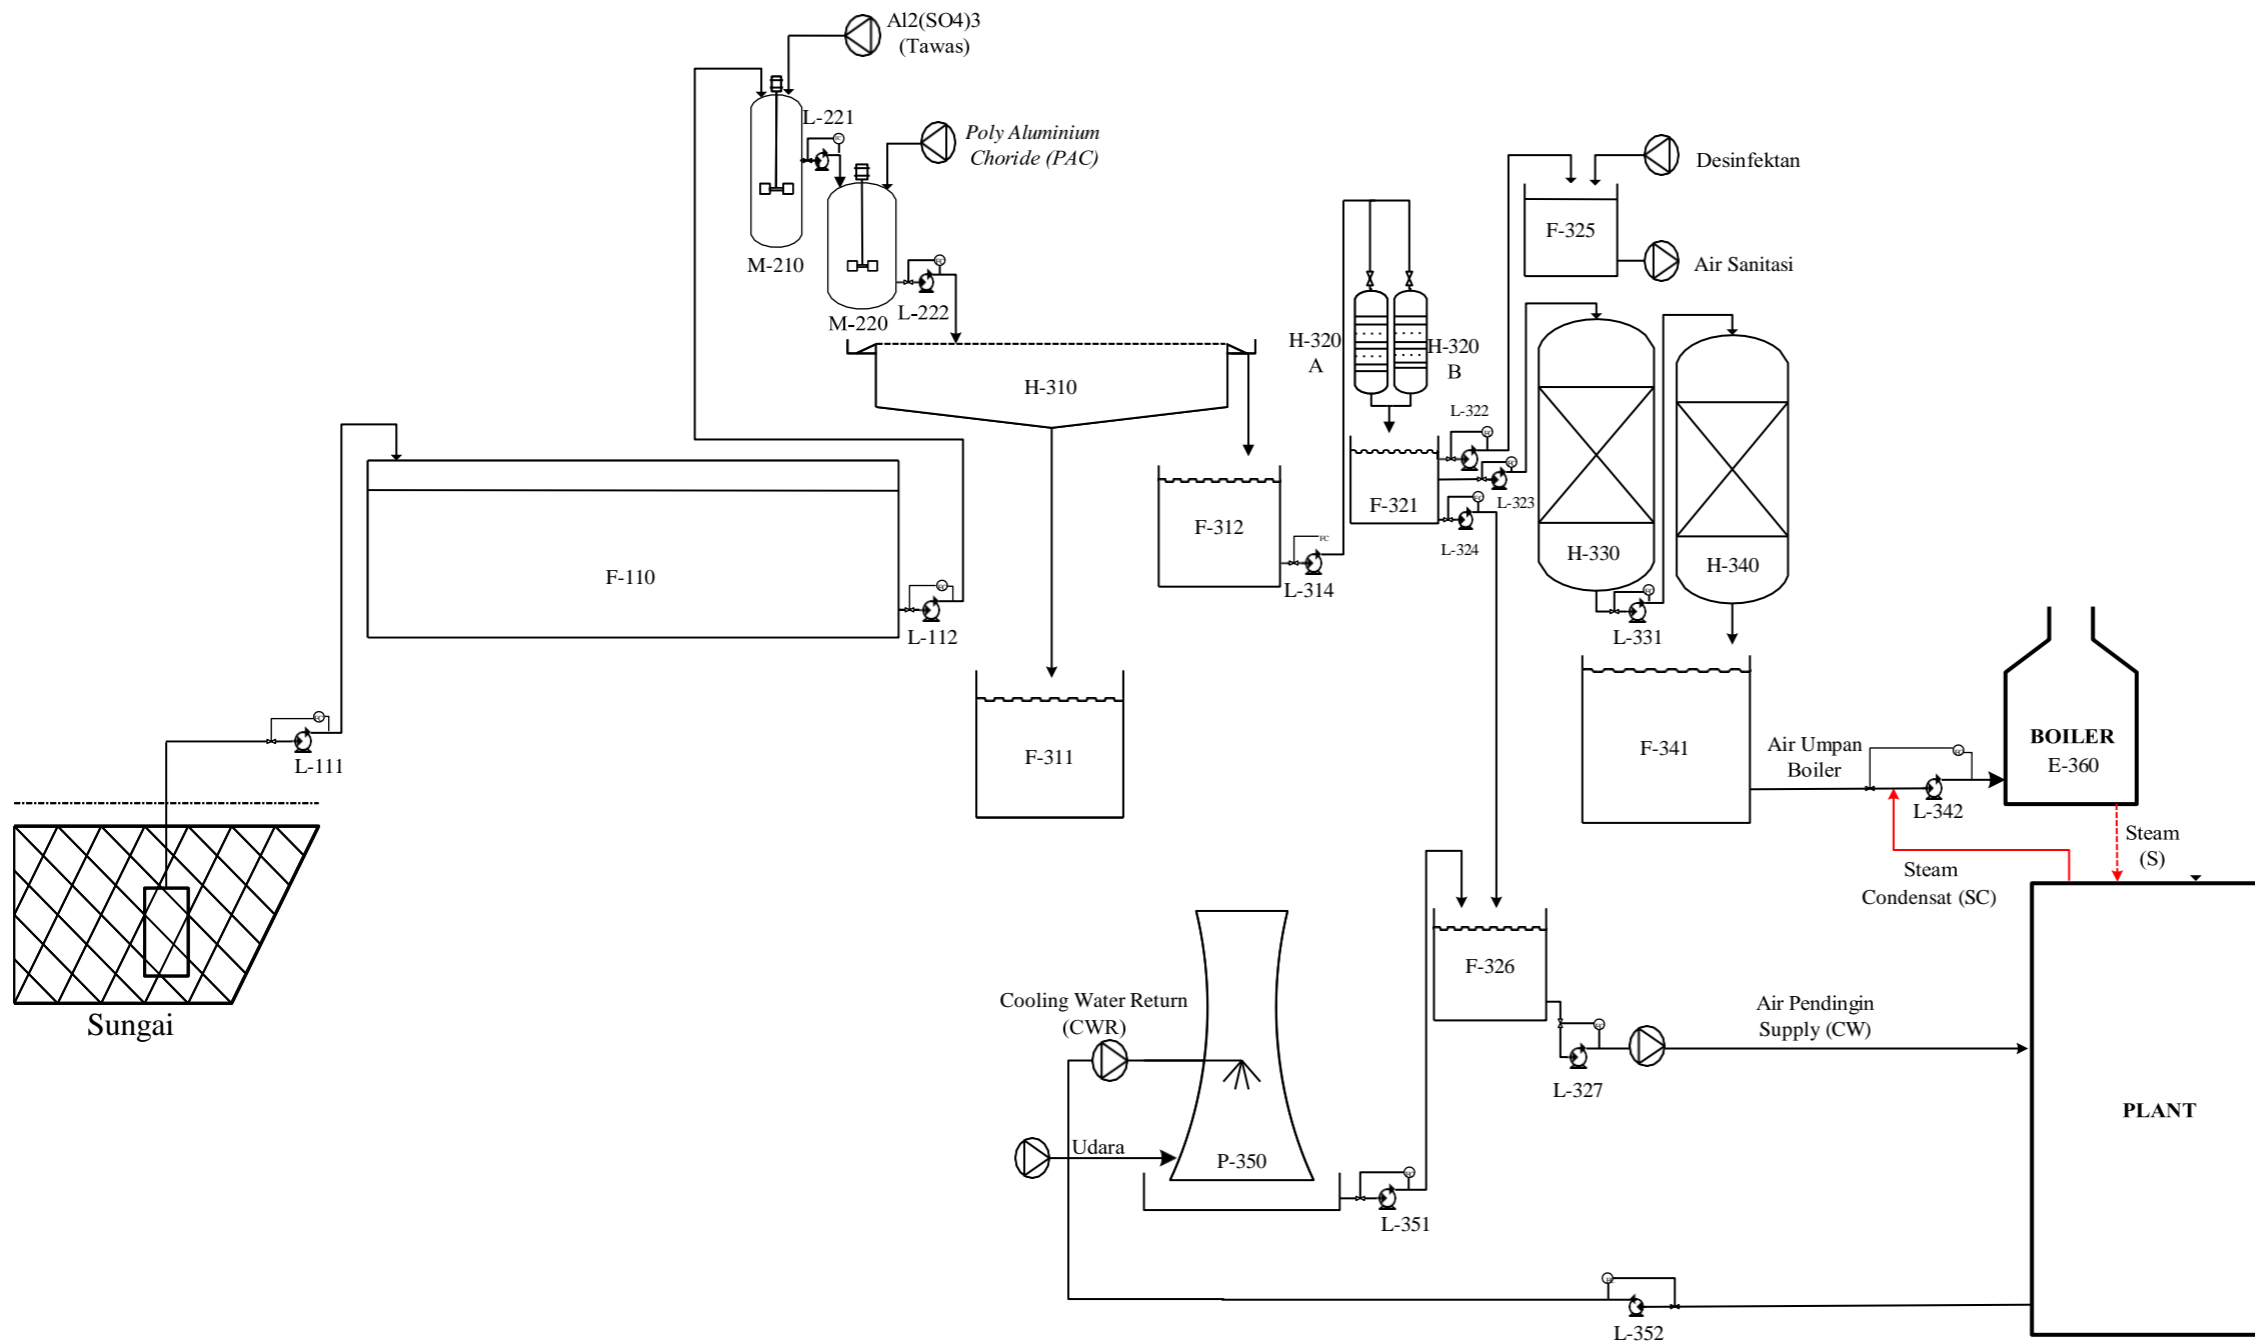 Al2(SO4)3
(Tawas)
L-221
Poly Aluminium
Choride (PAC)
Desinfektan
F-325
Air Sanitasi
M-210
L-222
M-220
H-320
A
H-320
B
H-310
L-322
L-323
F-321
F-312
FC
L-324
H-330
H-340
F-110
L-314
L-112
L-331
F-311
F-341
Air Umpan
Boiler
BOILER
E-360
L-111
L-342
Steam
(S)
Steam
Condensat (SC)
F-326
Sungai
Cooling Water Return
(CWR)
Air Pendingin
Supply (CW)
L-327
PLANT
Udara
P-350
L-351
L-352